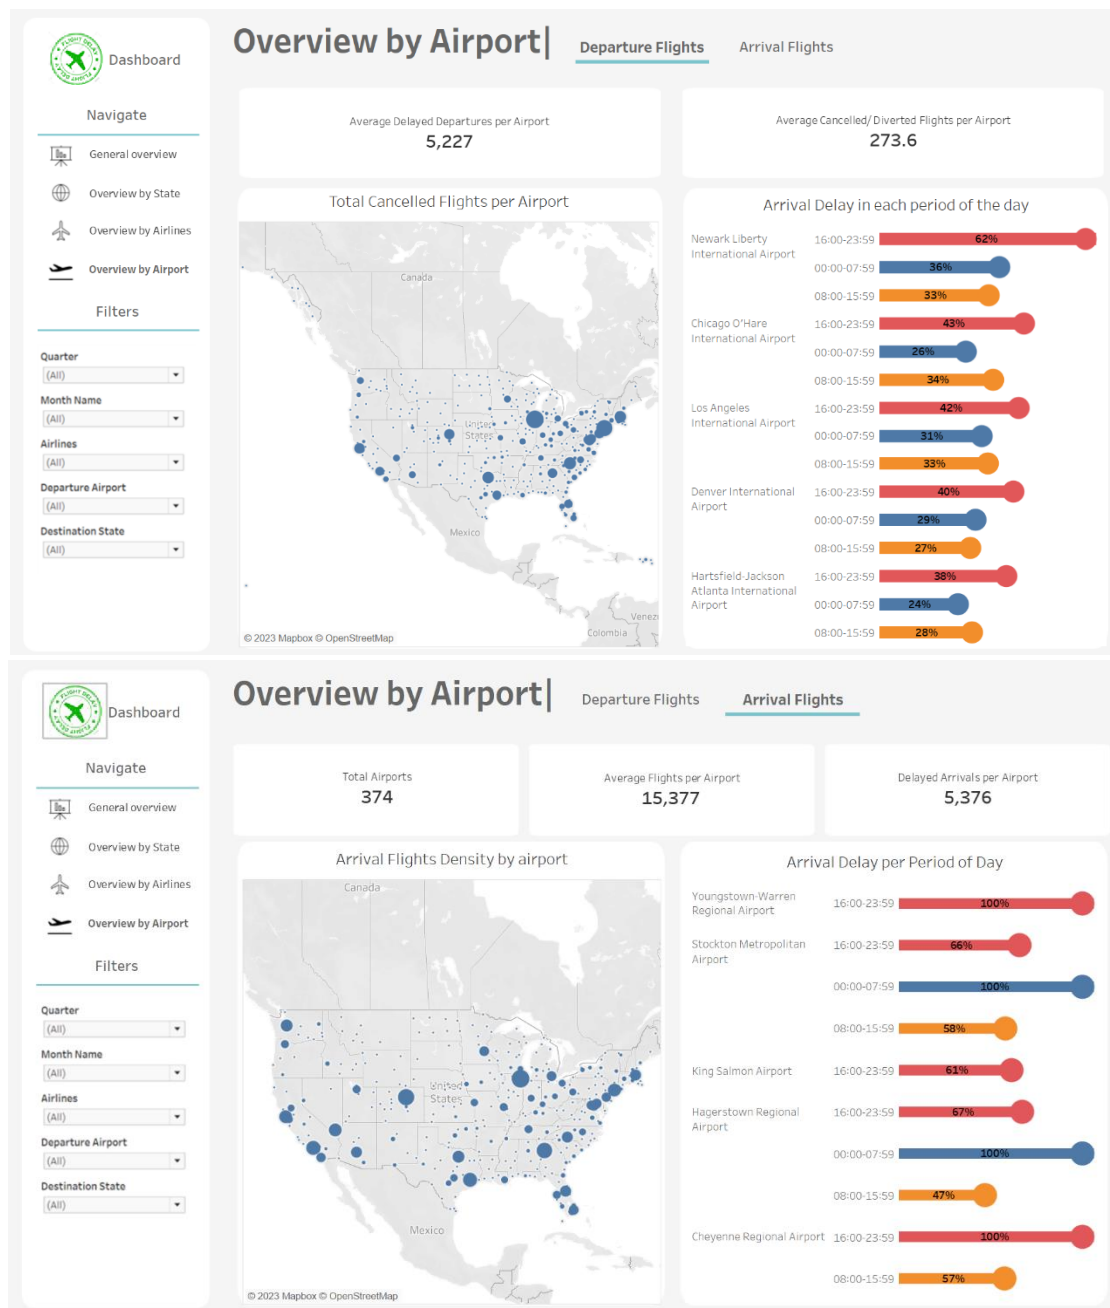 FLIGHT DELAY
FLIGHT DELAY
Dashboard
Navigate
General overview
Overview by State
Overview by Airlines
Overview by Airport
Filters
Quarter
(All)
Month Name
(All)
Airlines
(All)
Departure Airport
(All)
Destination State
(All)
Overview by Airport|
Departure Flights
Arrival Flights
Average Delayed Departures per Airport
5,227
Average Cancelled/ Diverted Flights per Airport
273.6
Total Cancelled Flights per Airport
Canada
United
States
Mexico
Venez
Colombia
© 2023 Mapbox © OpenStreetMap
Arrival Delay in each period of the day
Newark Liberty
International Airport
16:00-23:59
62%
00:00-07:59
36%
08:00-15:59
33%
Chicago O'Hare
International Airport
16:00-23:59
43%
00:00-07:59
26%
08:00-15:59
34%
Los Angeles
International Airport
16:00-23:59
42%
00:00-07:59
31%
08:00-15:59
33%
Denver International
Airport
16:00-23:59
40%
00:00-07:59
29%
08:00-15:59
27%
Hartsfield-Jackson
Atlanta International
Airport
16:00-23:59
38%
00:00-07:59
24%
08:00-15:59
28%
FLIGHT DELAY
FLIGHT DELAY
Dashboard
Navigate
General overview
Overview by State
Overview by Airlines
Overview by Airport
Filters
Quarter
(All)
Month Name
(All)
Airlines
(All)
Departure Airport
(All)
Destination State
(All)
Overview by Airport|
Departure Flights
Arrival Flights
Total Airports
374
Average Flights per Airport
15,377
Delayed Arrivals per Airport
5,376
Arrival Flights Density by airport
Canada
United
States
Mexico
© 2023 Mapbox © OpenStreetMap
Arrival Delay per Period of Day
Youngstown-Warren
Regional Airport
16:00-23:59
100%
Stockton Metropolitan
Airport
16:00-23:59
66%
00:00-07:59
100%
08:00-15:59
58%
King Salmon Airport
16:00-23:59
61%
Hagerstown Regional
Airport
16:00-23:59
67%
00:00-07:59
100%
08:00-15:59
47%
Cheyenne Regional Airport
16:00-23:59
100%
08:00-15:59
57%